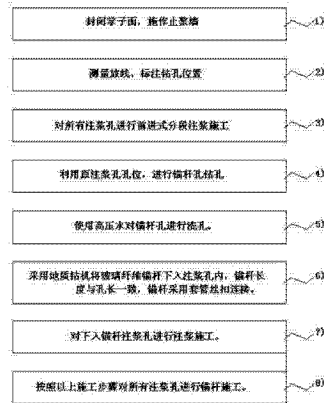 封闭掌子面，施作止浆墙
1)
测量放线，标注钻孔位置
2)
对所有注浆孔进行前进式分段注浆施工
3)
利用原注浆孔孔位，进行锚杆孔钻孔
4)
使用高压水对锚杆孔进行洗孔。
5)
采用地质钻机将玻璃纤维锚杆下入注浆孔内，锚杆长
度与孔长一致，锚杆采用套管丝扣连接。
6)
对下入锚杆注浆孔进行注浆施工。
7)
按照以上施工步骤对所有注浆孔进行锚杆施工。
8)